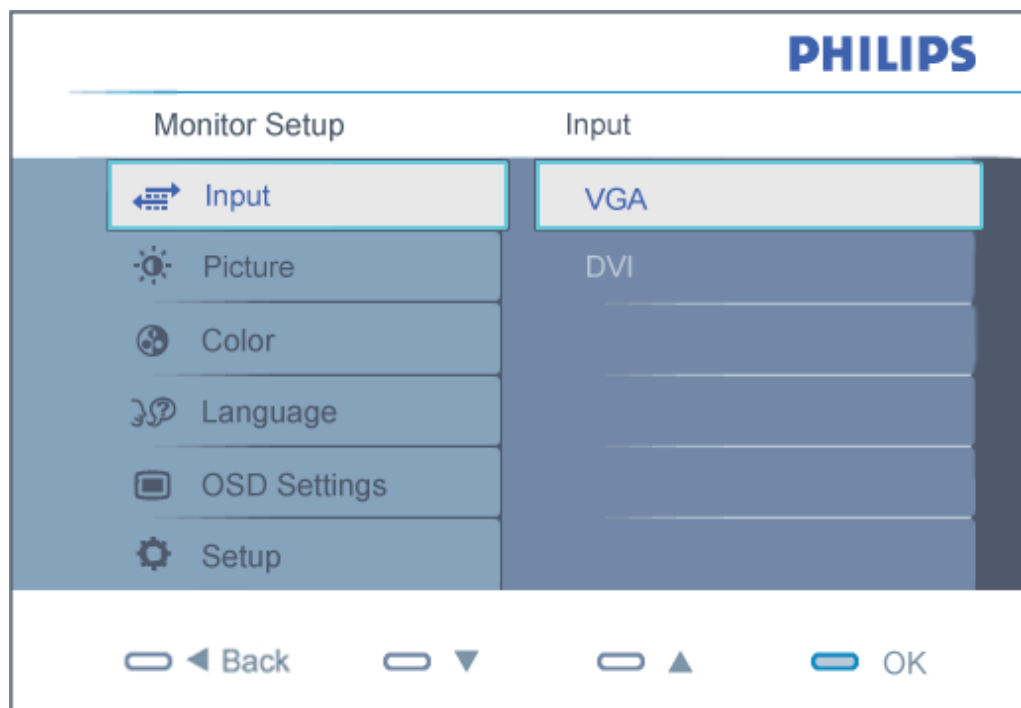 PHILIPS
Monitor Setup Input
Input VGA
Picture DVI
Color
Language
OSD Settings
Setup
Back OK